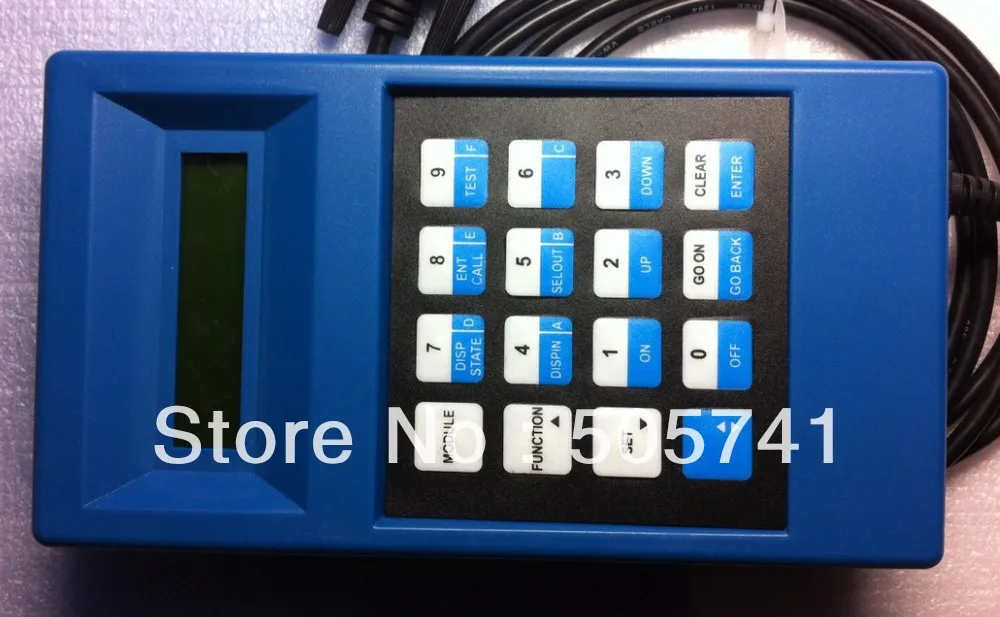 MODULE
7
DISP
STATE
D
8
ENT
CALL
E
9
TEST
F
FUNCTION
4
DISPIN
A
5
SELOUT
B
6
C
SET
1
ON
2
UP
3
DOWN
0
OFF
GO ON
GO BACK
CLEAR
ENTER
Store No : 505741